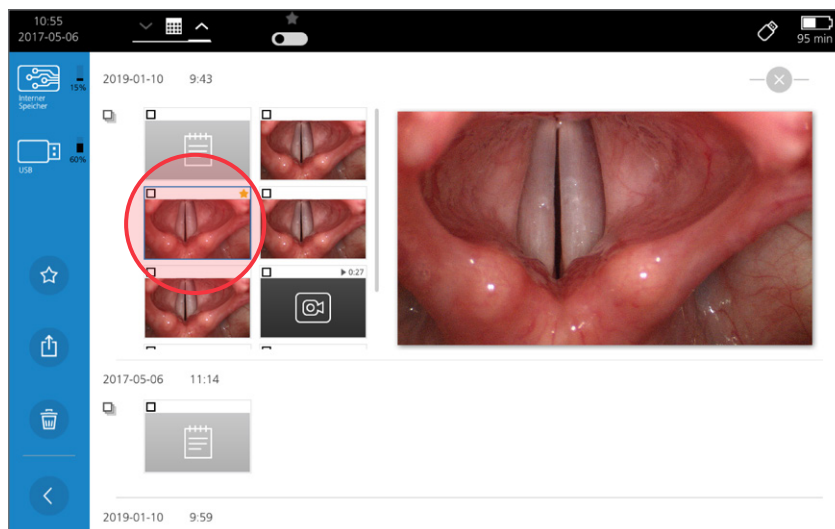 10:55
2017-05-06
95 min
Interner
Speicher
15%
USB
60%
2019-01-10 9:43
0:27
2017-05-06 11:14
2019-01-10 9:59